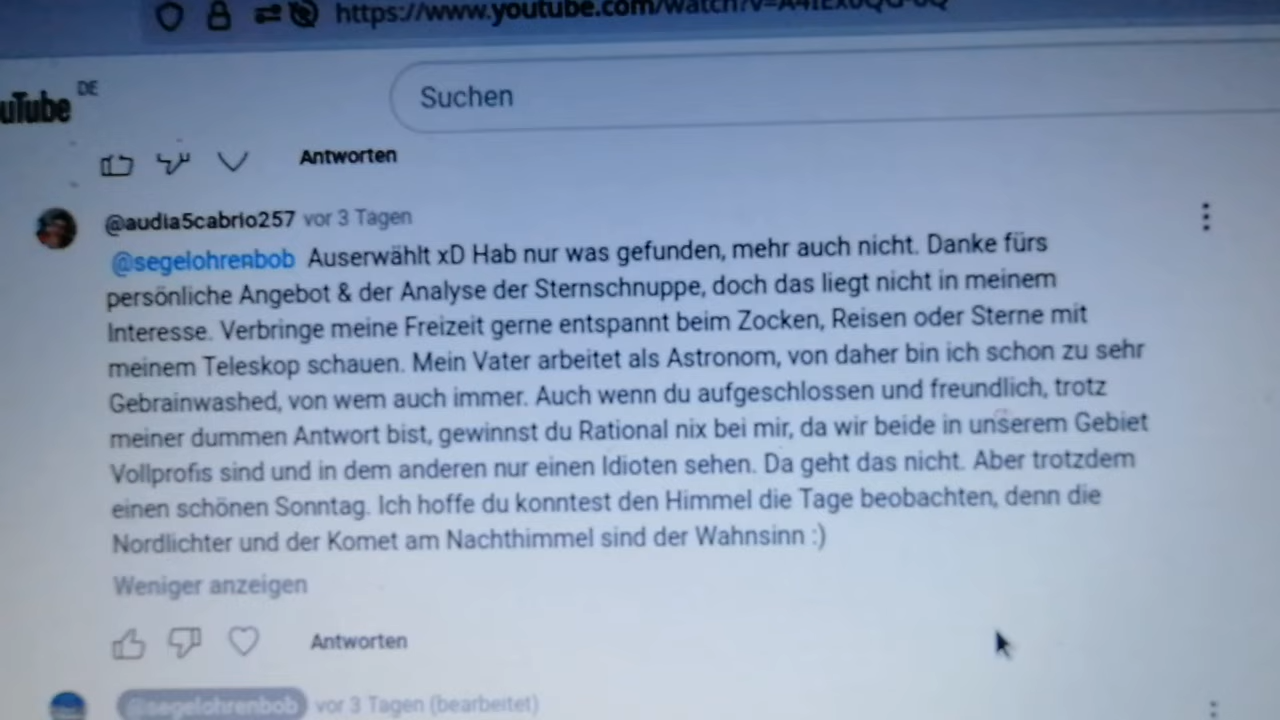 https://www.youtube.com/watch?v=
uTube DE
Suchen
Antworten
@audia5cabrio257 vor 3 Tagen
@segelohrenbob Auserwählt xD Hab nur was gefunden, mehr auch nicht. Danke fürs
persönliche Angebot & der Analyse der Sternschnuppe, doch das liegt nicht in meinem
Interesse. Verbringe meine Freizeit gerne entspannt beim Zocken, Reisen oder Sterne mit
meinem Teleskop schauen. Mein Vater arbeitet als Astronom, von daher bin ich schon zu sehr
Gebrainwashed, von wem auch immer. Auch wenn du aufgeschlossen und freundlich, trotz
meiner dummen Antwort bist, gewinnst du Rational nix bei mir, da wir beide in unserem Gebiet
Vollprofis sind und in dem anderen nur einen Idioten sehen. Da geht das nicht. Aber trotzdem
einen schönen Sonntag. Ich hoffe du konntest den Himmel die Tage beobachten, denn die
Nordlichter und der Komet am Nachthimmel sind der Wahnsinn :)
Weniger anzeigen
Antworten
@segelohrenbob vor 3 Tagen (bearbeitet)